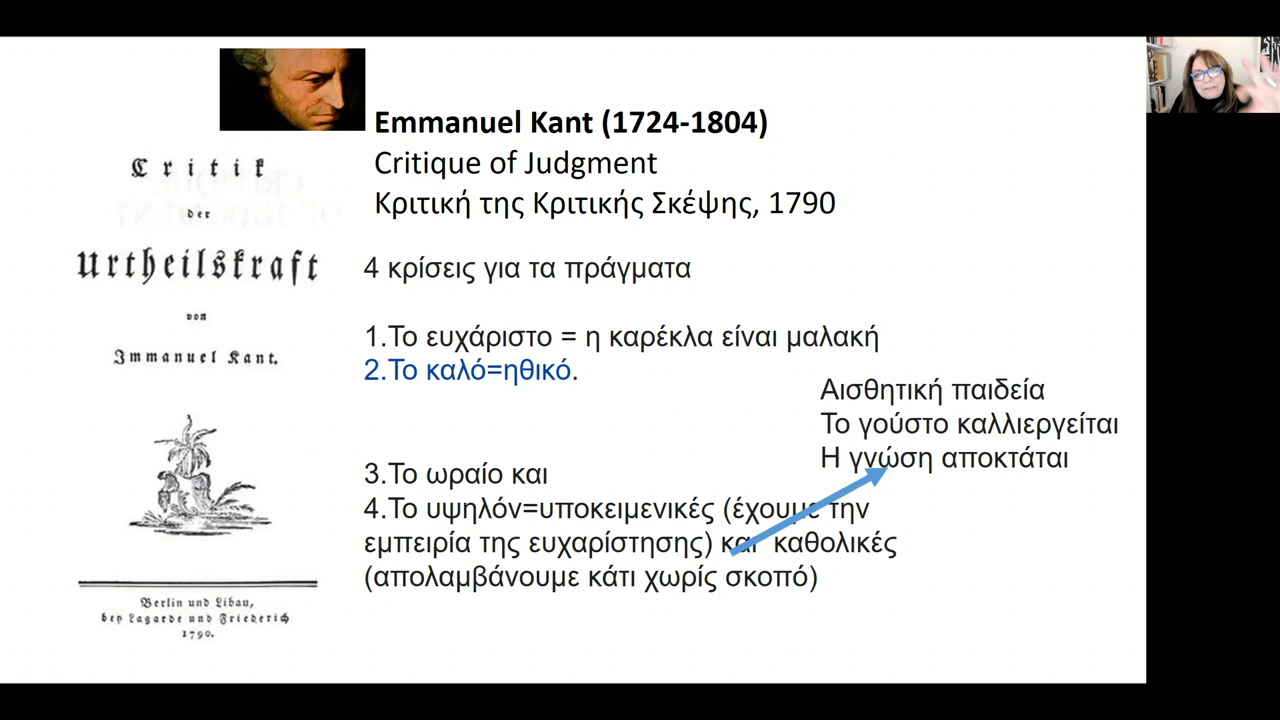 Emmanuel Kant (1724-1804)
Critique of Judgment
Κριτική της Κριτικής Σκέψης, 1790
Critik
der
Urtheilskraft
von
Immanuel Kant.
Berlin und Libau,
bey Lagarde und Friederich
1790.
4 κρίσεις για τα πράγματα
1.Το ευχάριστο = η καρέκλα είναι μαλακή
2.Το καλό=ηθικό.
Αισθητική παιδεία
Το γούστο καλλιεργείται
Η γνώση αποκτάται
3.Το ωραίο και
4.Το υψηλόν=υποκειμενικές (έχουμε την
εμπειρία της ευχαρίστησης) και καθολικές
(απολαμβάνουμε κάτι χωρίς σκοπό)